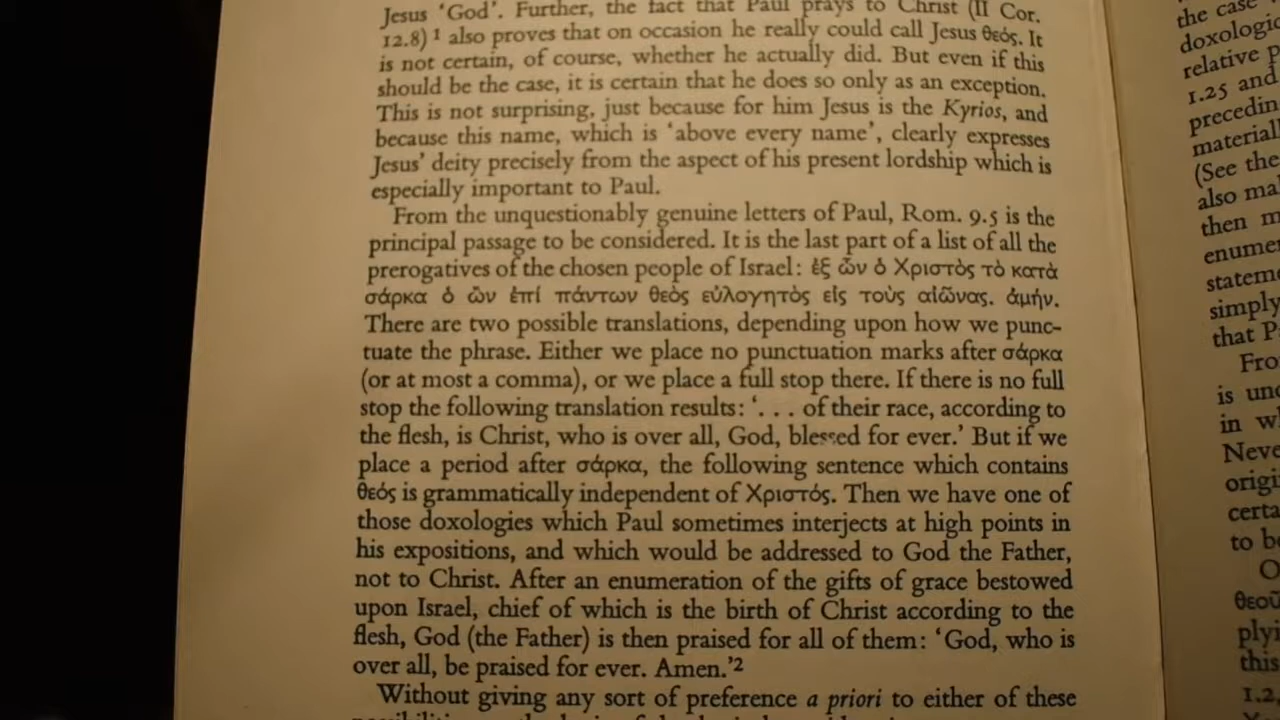 Jesus 'God'. Further, the fact that Paul prays to Christ (II Cor.
12.8)¹ also proves that on occasion he really could call Jesus θεός. It
is not certain, of course, whether he actually did. But even if this
should be the case, it is certain that he does so only as an exception.
This is not surprising, just because for him Jesus is the Kyrios, and
because this name, which is 'above every name', clearly expresses
Jesus' deity precisely from the aspect of his present lordship which is
especially important to Paul.
From the unquestionably genuine letters of Paul, Rom. 9.5 is the
principal passage to be considered. It is the last part of a list of all the
prerogatives of the chosen people of Israel: ἐξ ὧν ὁ Χριστὸς τὸ κατὰ
σάρκα ὁ ὢν ἐπὶ πάντων θεὸς εὐλογητὸς εἰς τοὺς αἰῶνας. ἀμήν.
There are two possible translations, depending upon how we punc-
tuate the phrase. Either we place no punctuation marks after σάρκα
(or at most a comma), or we place a full stop there. If there is no full
stop the following translation results: '. . . of their race, according to
the flesh, is Christ, who is over all, God, blessed for ever.' But if we
place a period after σάρκα, the following sentence which contains
θεός is grammatically independent of Χριστός. Then we have one of
those doxologies which Paul sometimes interjects at high points in
his expositions, and which would be addressed to God the Father,
not to Christ. After an enumeration of the gifts of grace bestowed
upon Israel, chief of which is the birth of Christ according to the
flesh, God (the Father) is then praised for all of them: 'God, who is
over all, be praised for ever. Amen.'²
Without giving any sort of preference a priori to either of these
the case
doxologi
relative p
1.25 and
precedin
materiall
(See the
also ma
then m
enumer
stateme
simply
that P
Fro
is unc
in w
Neve
origi
certa
to be
O
θεοῦ
plyi
this
1.2